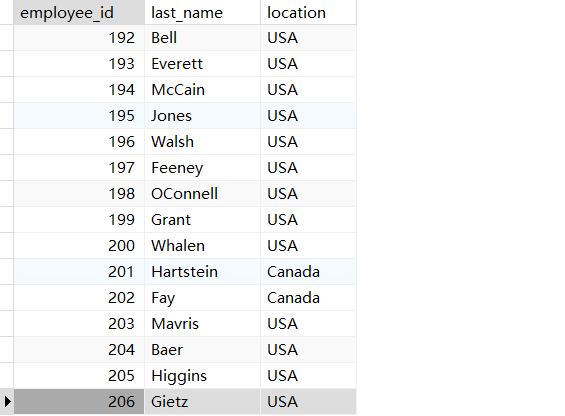 employee_id last_name location
192 Bell USA
193 Everett USA
194 McCain USA
195 Jones USA
196 Walsh USA
197 Feeney USA
198 OConnell USA
199 Grant USA
200 Whalen USA
201 Hartstein Canada
202 Fay Canada
203 Mavris USA
204 Baer USA
205 Higgins USA
206 Gietz USA